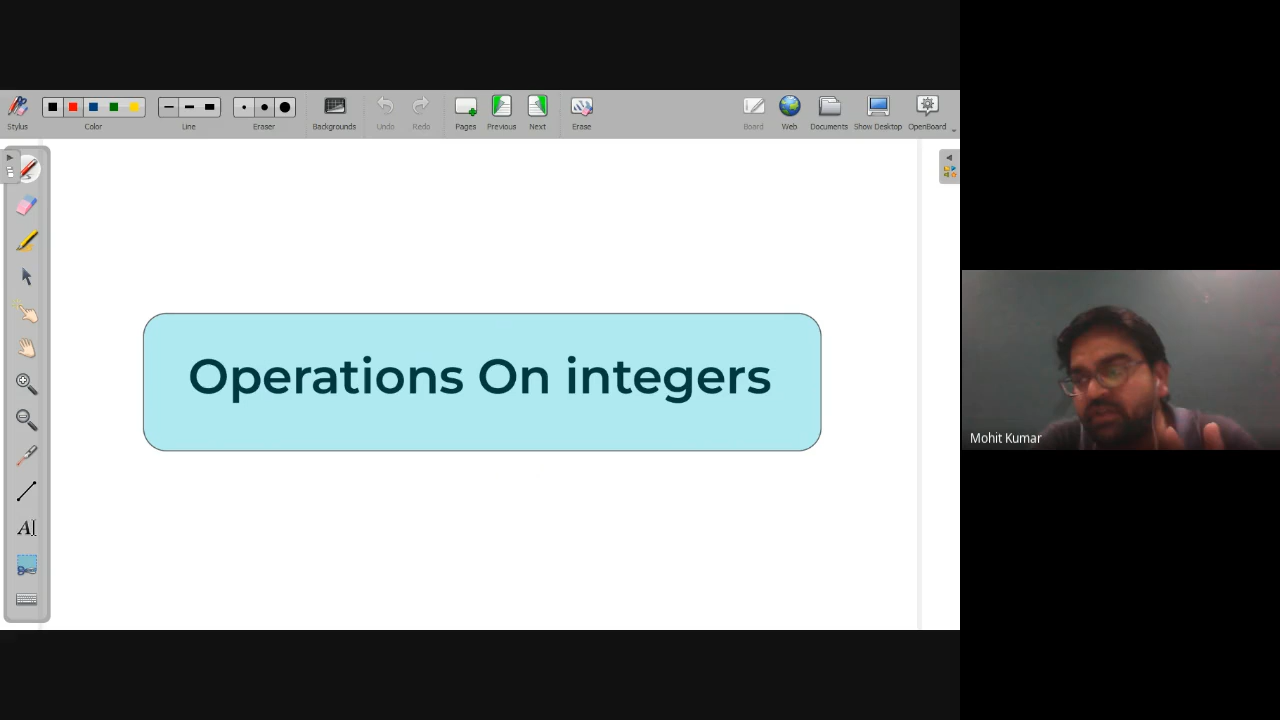 Stylus Color Line Eraser Backgrounds Undo Redo Pages Previous Next Erase Board Web Documents Show Desktop OpenBoard
Operations On integers
A
Mohit Kumar